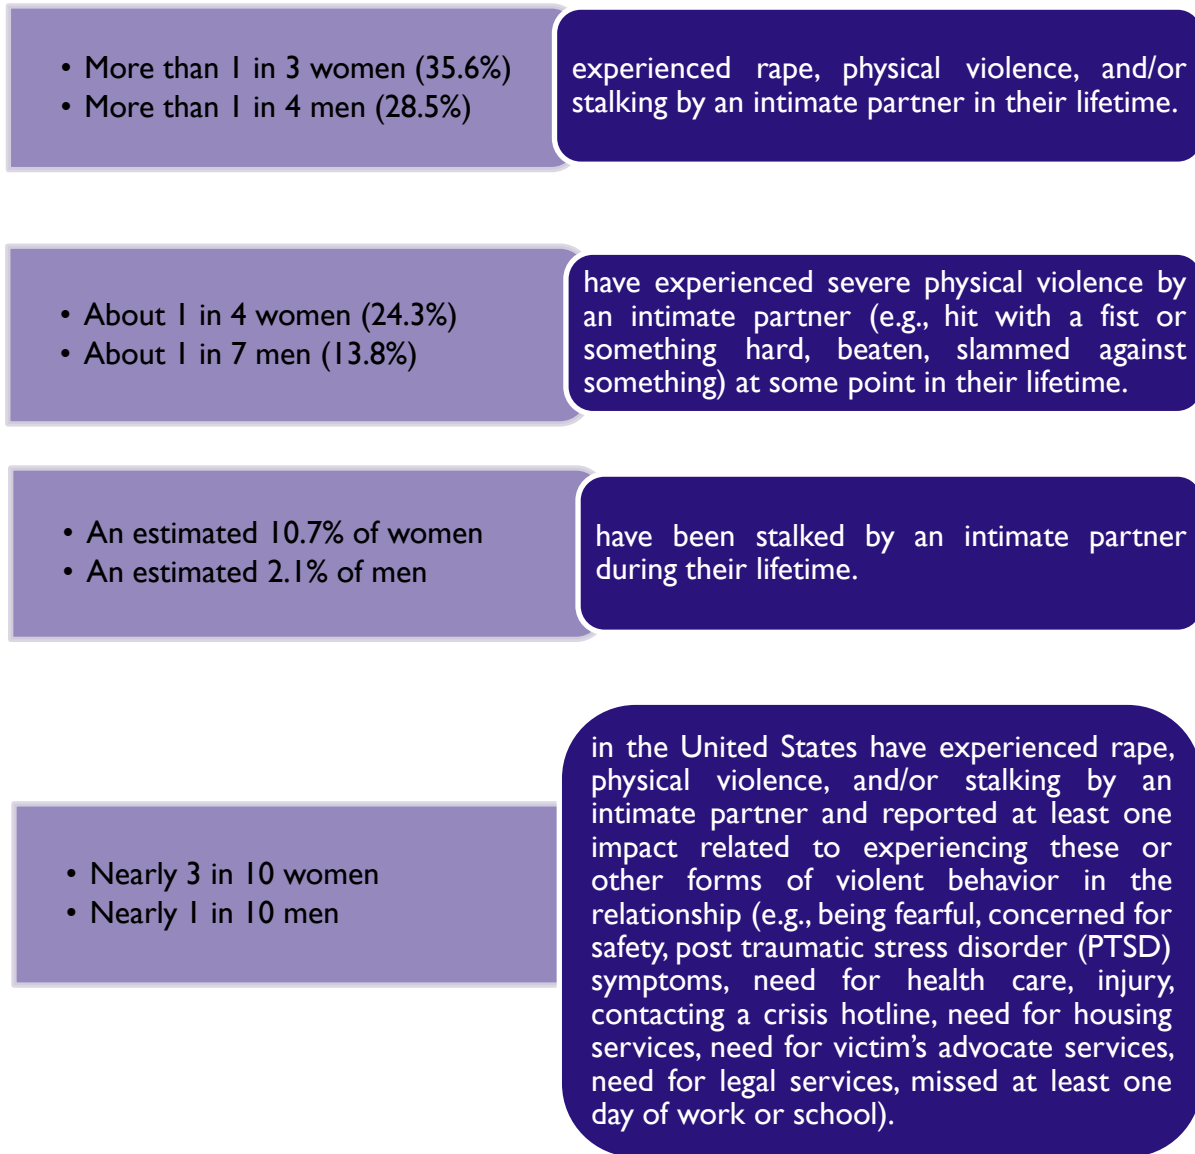 • More than 1 in 3 women (35.6%)
• More than 1 in 4 men (28.5%)
experienced rape, physical violence, and/or
stalking by an intimate partner in their lifetime.
• About 1 in 4 women (24.3%)
• About 1 in 7 men (13.8%)
have experienced severe physical violence by
an intimate partner (e.g., hit with a fist or
something hard, beaten, slammed against
something) at some point in their lifetime.
• An estimated 10.7% of women
• An estimated 2.1% of men
have been stalked by an intimate partner
during their lifetime.
• Nearly 3 in 10 women
• Nearly 1 in 10 men
in the United States have experienced rape,
physical violence, and/or stalking by an
intimate partner and reported at least one
impact related to experiencing these or
other forms of violent behavior in the
relationship (e.g., being fearful, concerned for
safety, post traumatic stress disorder (PTSD)
symptoms, need for health care, injury,
contacting a crisis hotline, need for housing
services, need for victim's advocate services,
need for legal services, missed at least one
day of work or school).